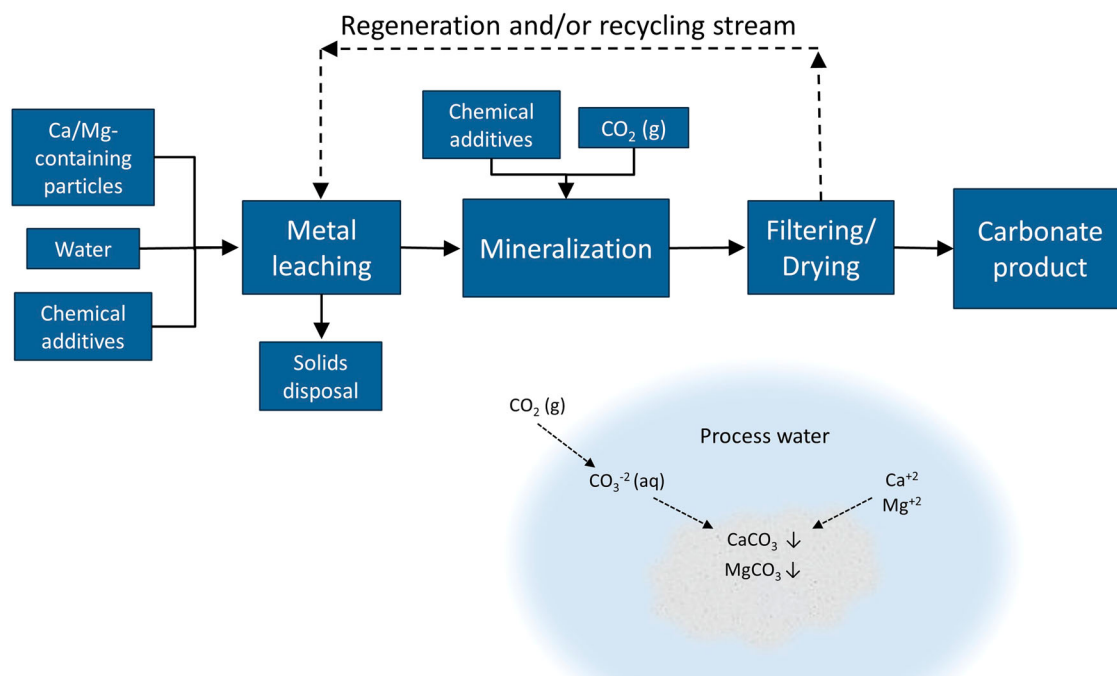 Regeneration and/or recycling stream
Ca/Mg-
containing
particles
Water
Chemical
additives
Metal
leaching
Solids
disposal
Chemical
additives
CO₂ (g)
Mineralization
Filtering/
Drying
Carbonate
product
CO₂ (g)
Process water
CO₃⁻² (aq)
Ca⁺²
Mg⁺²
CaCO₃ ↓
MgCO₃ ↓